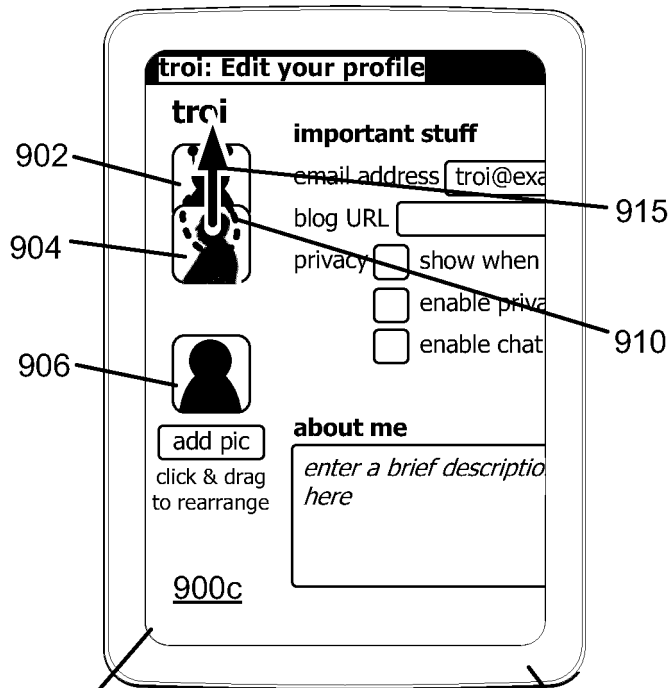 troi: Edit your profile
troi
important stuff
902
email address troi@exa
915
blog URL
904
privacy show when
enable priva
910
enable chat
906
add pic
about me
click & drag
to rearrange
enter a brief descriptio
here
900c